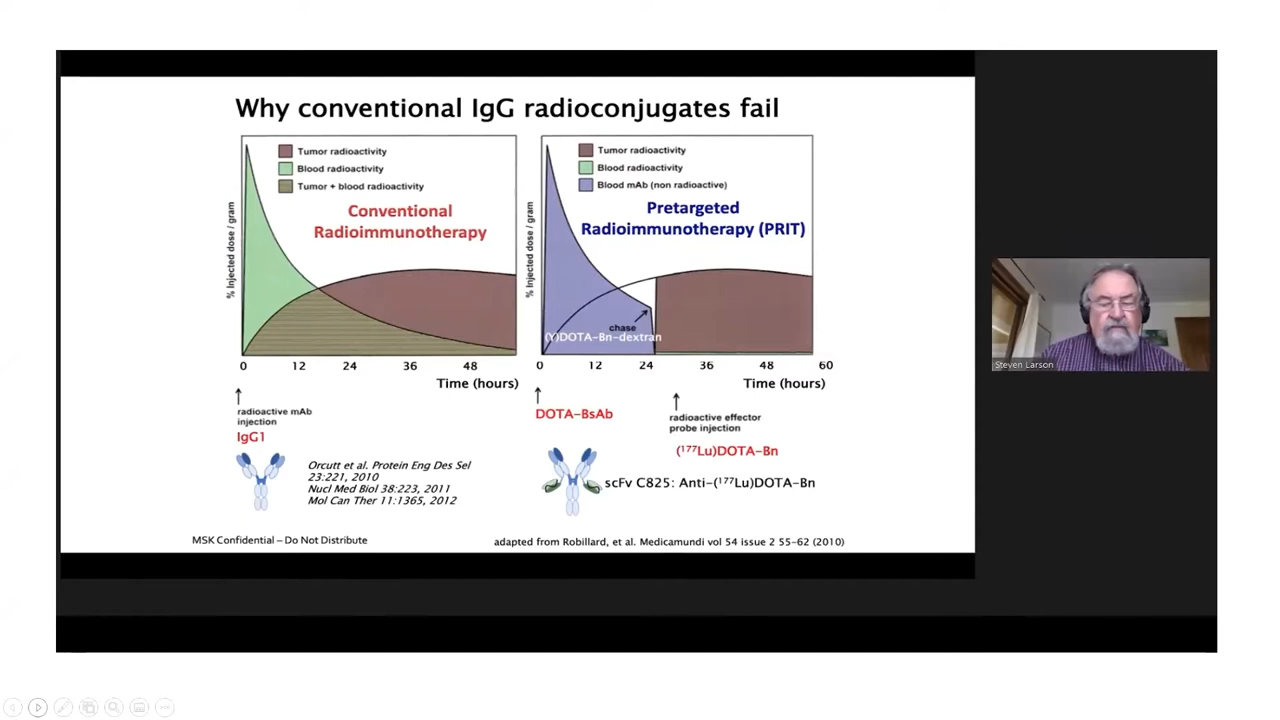 Why conventional IgG radioconjugates fail
Tumor radioactivity
Blood radioactivity
Tumor + blood radioactivity
Conventional
Radioimmunotherapy
% Injected dose / gram
0 12 24 36 48
Time (hours)
radioactive mAb
injection
IgG1
Orcutt et al. Protein Eng Des Sel
23:221, 2010
Nucl Med Biol 38:223, 2011
Mol Can Ther 11:1365, 2012
Tumor radioactivity
Blood radioactivity
Blood mAb (non radioactive)
Pretargeted
Radioimmunotherapy (PRIT)
% Injected dose / gram
chase
(Y)DOTA-Bn-dextran
0 12 24 36 48 60
Time (hours)
DOTA-BsAb
radioactive effector
probe injection
(¹⁷⁷Lu)DOTA-Bn
scFv C825: Anti-(¹⁷⁷Lu)DOTA-Bn
MSK Confidential – Do Not Distribute
adapted from Robillard, et al. Medicamundi vol 54 issue 2 55-62 (2010)
Steven Larson